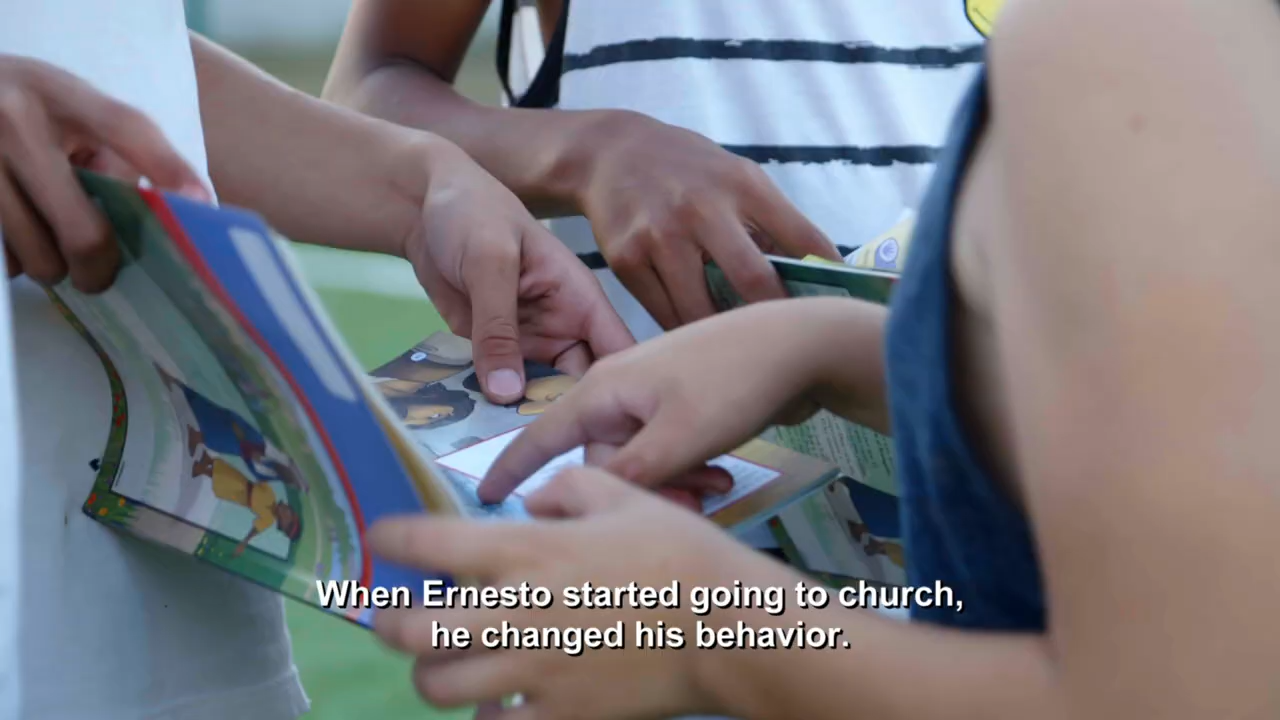 When Ernesto started going to church,
he changed his behavior.